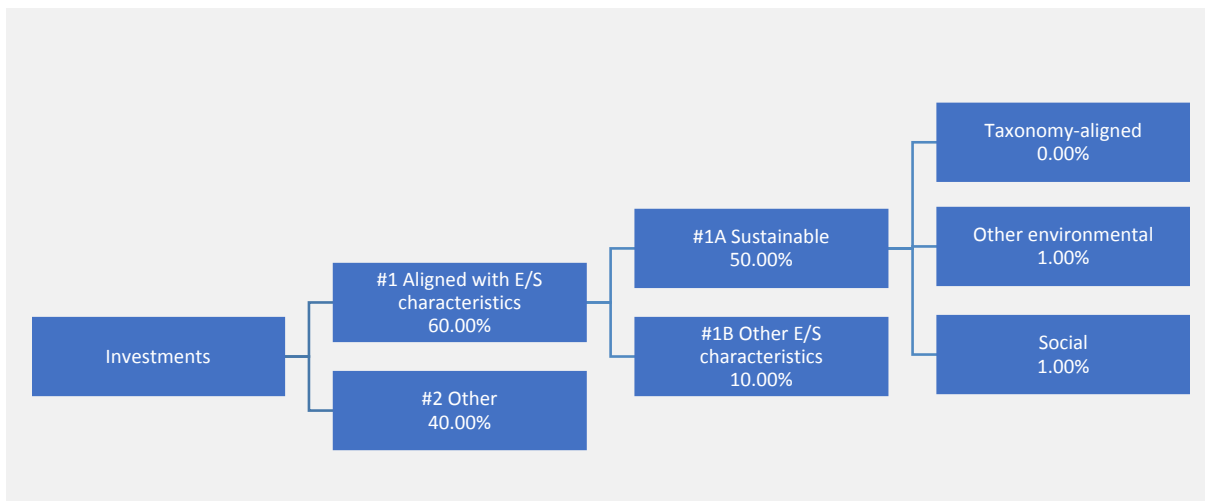 Investments
#1 Aligned with E/S
characteristics
60.00%
#2 Other
40.00%
#1A Sustainable
50.00%
#1B Other E/S
characteristics
10.00%
Taxonomy-aligned
0.00%
Other environmental
1.00%
Social
1.00%